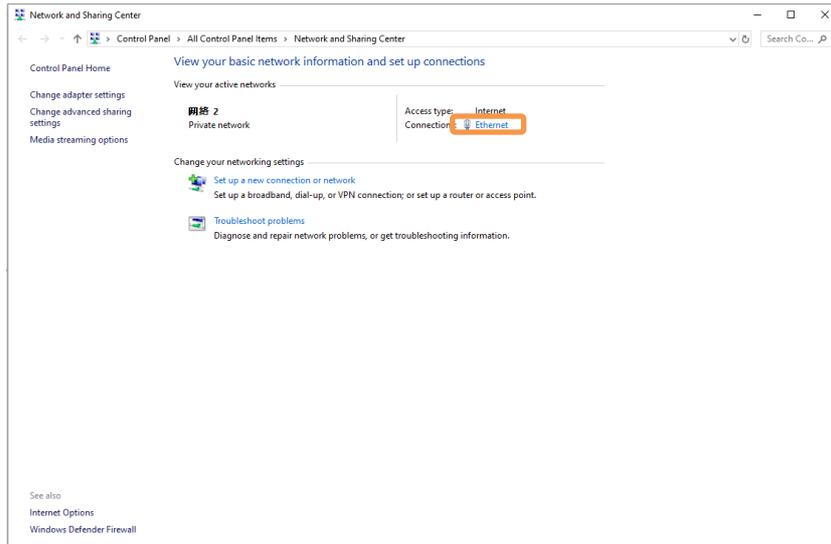 Network and Sharing Center
Control Panel > All Control Panel Items > Network and Sharing Center
Search Co...
Control Panel Home
Change adapter settings
Change advanced sharing
settings
Media streaming options
View your basic network information and set up connections
View your active networks
网络 2
Private network
Access type: Internet
Connection: Ethernet
Change your networking settings
Set up a new connection or network
Set up a broadband, dial-up, or VPN connection; or set up a router or access point.
Troubleshoot problems
Diagnose and repair network problems, or get troubleshooting information.
See also
Internet Options
Windows Defender Firewall